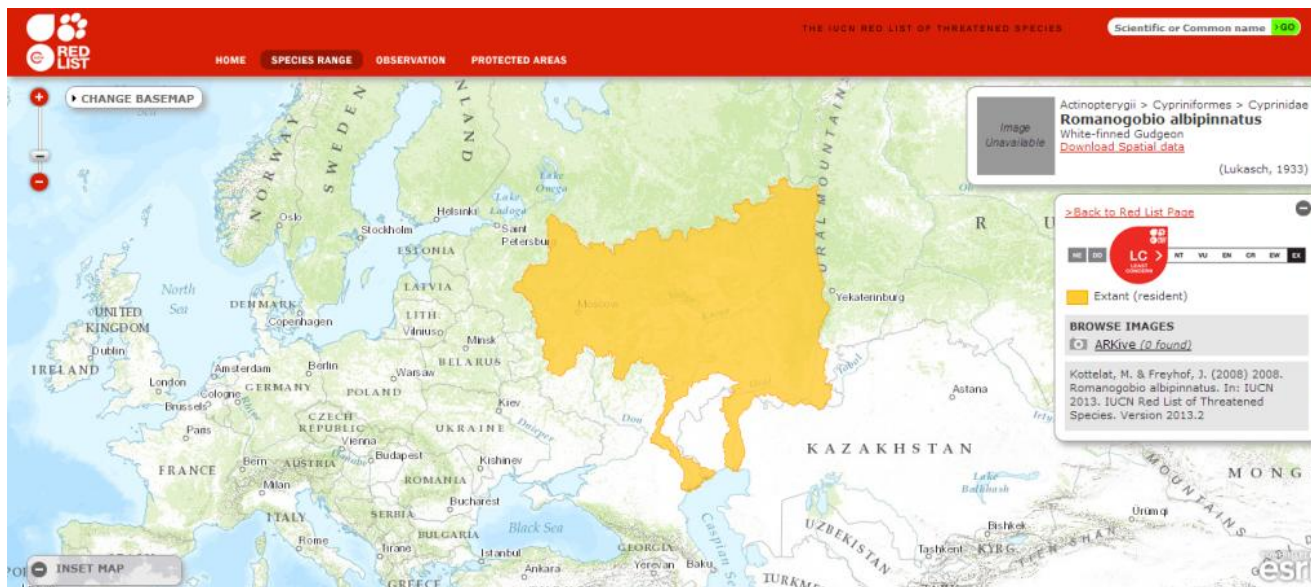 RED
LIST
THE IUCN RED LIST OF THREATENED SPECIES
Scientific or Common name >GO
HOME SPECIES RANGE OBSERVATION PROTECTED AREAS
CHANGE BASEMAP
Image
Unavailable
Actinopterygii > Cypriniformes > Cyprinidae
Romanogobio albipinnatus
White-finned Gudgeon
Download Spatial data
(Lukasch, 1933)
>Back to Red List Page
NE DD LC > NT VU EN CR EW EX
LEAST
CONCERN
Extant (resident)
BROWSE IMAGES
ARKive (0 found)
Kottelat, M. & Freyhof, J. (2008) 2008.
Romanogobio albipinnatus. In: IUCN
2013. IUCN Red List of Threatened
Species. Version 2013.2
NORWAY
SWEDEN
FINLAND
URAL MOUNTAINS
Lake
Onega
Lake
Ladoga
Helsinki
Oslo
Stockholm
Saint
Petersburg
ESTONIA
North
Sea
LATVIA
DENMARK
Copenhagen
LITH.
Vilnius
Moscow
Yekaterinburg
UNITED
KINGDOM
Dublin
IRELAND
Minsk
BELARUS
Amsterdam
Berlin
Warsaw
Tobol
London
Cologne
GERMANY
POLAND
Astana
Brussels
Rhine
Kiev
Don
Paris
CZECH
REPUBLIC
UKRAINE
Dnieper
Vienna
KAZAKHSTAN
FRANCE
Bern
AUSTRIA
Budapest
Kishinev
Milan
ROMANIA
Lake
Balkhash
MONG
MOUNTAINS
Bucharest
ITALY
SERBIA
Black Sea
Caspian Sea
Ürümqi
Rome
BULGARIA
UZBEKISTAN
Bishkek
Tirane
Istanbul
GEORGIA
Tashkent
KYRG.
TIEN SHAN
GREECE
Ankara
Yerevan
Baku
TURKM
INSET MAP
esri